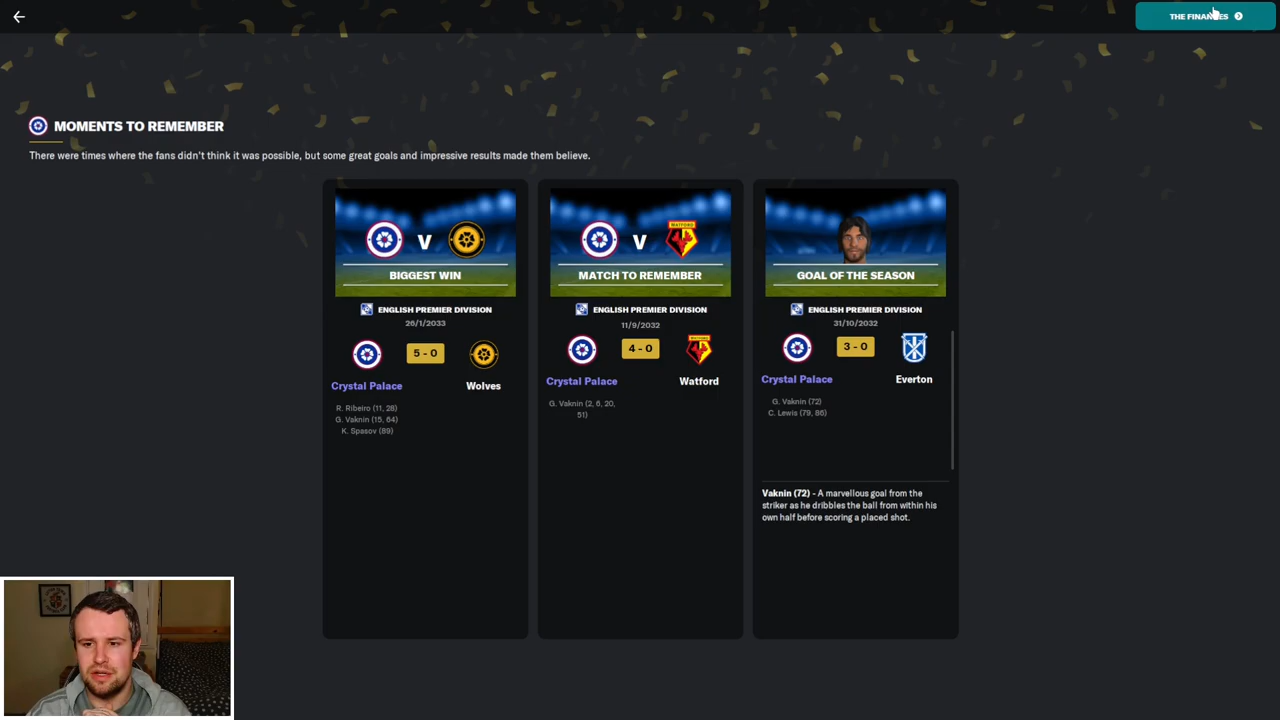 THE FINANCES
MOMENTS TO REMEMBER
There were times where the fans didn't think it was possible, but some great goals and impressive results made them believe.
V
BIGGEST WIN
ENGLISH PREMIER DIVISION
26/1/2033
5 - 0
Crystal Palace
Wolves
R. Ribeiro (11, 28)
G. Vaknin (15, 64)
K. Spasov (89)
V
WATFORD
MATCH TO REMEMBER
ENGLISH PREMIER DIVISION
11/9/2032
4 - 0
Crystal Palace
Watford
G. Vaknin (2, 6, 20,
51)
GOAL OF THE SEASON
ENGLISH PREMIER DIVISION
31/10/2032
3 - 0
Crystal Palace
Everton
G. Vaknin (72)
C. Lewis (79, 86)
Vaknin (72) - A marvellous goal from the
striker as he dribbles the ball from within his
own half before scoring a placed shot.